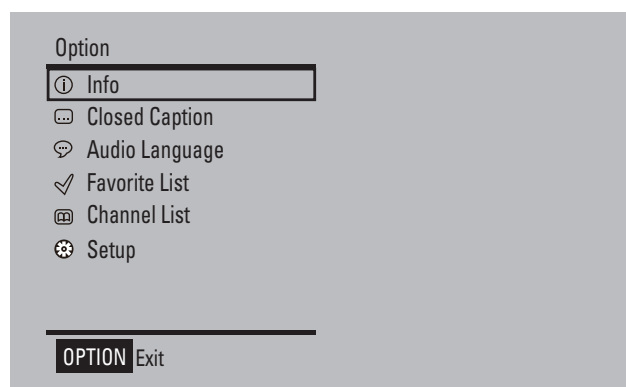 Option
Info
Closed Caption
Audio Language
Favorite List
Channel List
Setup
OPTION Exit